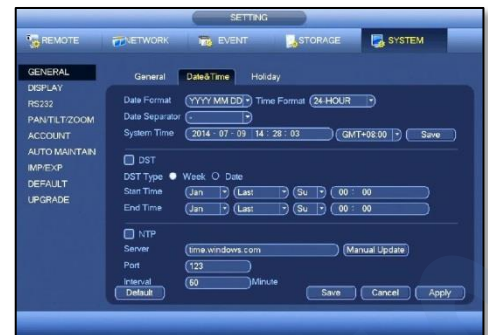 SETTING
REMOTE NETWORK EVENT STORAGE SYSTEM
GENERAL
DISPLAY
RS232
PAN/TILT/ZOOM
ACCOUNT
AUTO MAINTAIN
IMP/EXP
DEFAULT
UPGRADE
General Date&Time Holiday
Date Format YYYY MM DD Time Format 24-HOUR
Date Separator -
System Time 2014 - 07 - 09 14 : 28 : 03 GMT+08:00 Save
DST
DST Type Week Date
Start Time Jan Last Su 00 : 00
End Time Jan Last Su 00 : 00
NTP
Server time.windows.com Manual Update
Port 123
Interval 60 Minute
Default Save Cancel Apply